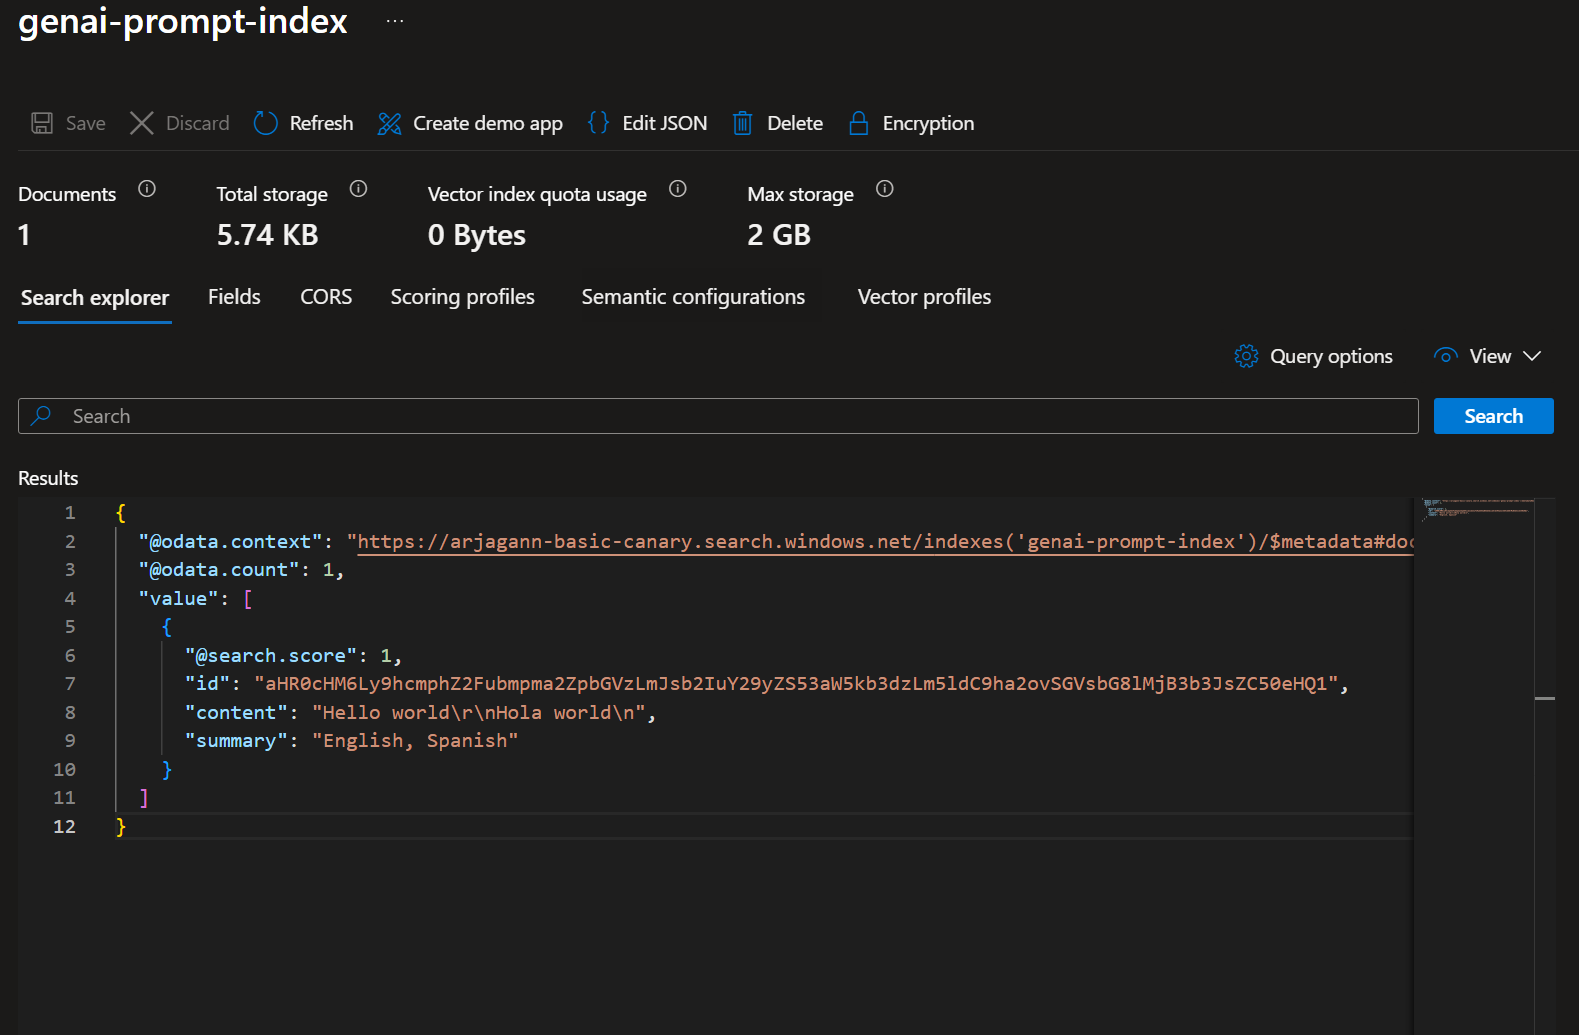 genai-prompt-index ...
Save Discard Refresh Create demo app {} Edit JSON Delete Encryption
Documents Total storage Vector index quota usage Max storage
1 5.74 KB 0 Bytes 2 GB
Search explorer Fields CORS Scoring profiles Semantic configurations Vector profiles
Query options View
Search Search
Results
1 {
2 "@odata.context": "https://arjagann-basic-canary.search.windows.net/indexes('genai-prompt-index')/$metadata#doc
3 "@odata.count": 1,
4 "value": [
5 {
6 "@search.score": 1,
7 "id": "aHR0cHM6Ly9hcmphZ2Fubmpma2ZpbGVzLmJsb2IuY29yZS53aW5kb3dzLm5ldC9ha2ovSGVsbG8lMjB3b3JsZC50eHQ1",
8 "content": "Hello world\r\nHola world\n",
9 "summary": "English, Spanish"
10 }
11 ]
12 }